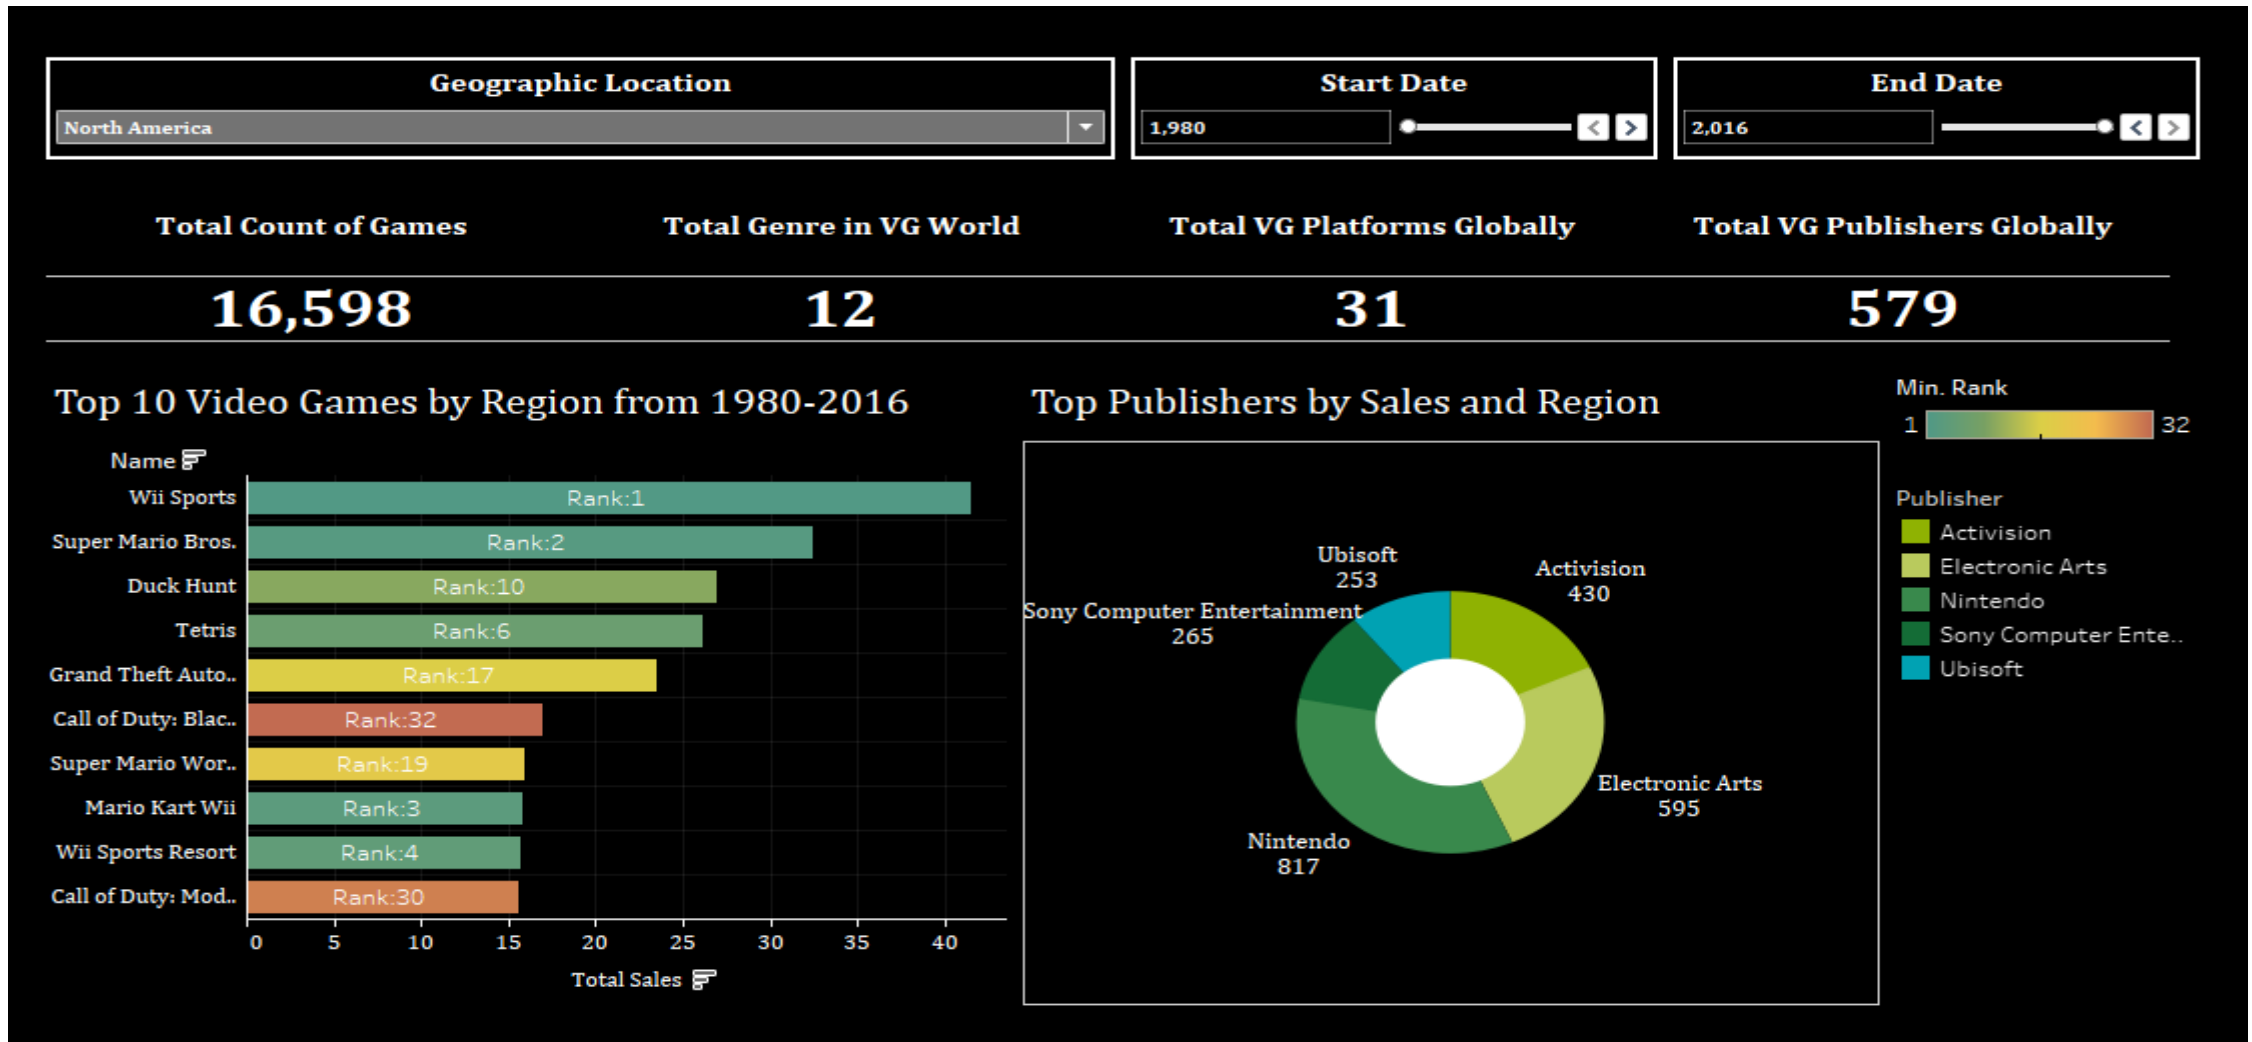 Geographic Location
North America
Start Date
1,980
End Date
2,016
Total Count of Games
Total Genre in VG World
Total VG Platforms Globally
Total VG Publishers Globally
16,598
12
31
579
Top 10 Video Games by Region from 1980-2016
Name
Wii Sports
Rank:1
Super Mario Bros.
Rank:2
Duck Hunt
Rank:10
Tetris
Rank:6
Grand Theft Auto..
Rank:17
Call of Duty: Blac..
Rank:32
Super Mario Wor..
Rank:19
Mario Kart Wii
Rank:3
Wii Sports Resort
Rank:4
Call of Duty: Mod..
Rank:30
0 5 10 15 20 25 30 35 40
Total Sales
Top Publishers by Sales and Region
Ubisoft
253
Activision
430
Sony Computer Entertainment
265
Electronic Arts
595
Nintendo
817
Min. Rank
1 32
Publisher
Activision
Electronic Arts
Nintendo
Sony Computer Ente..
Ubisoft